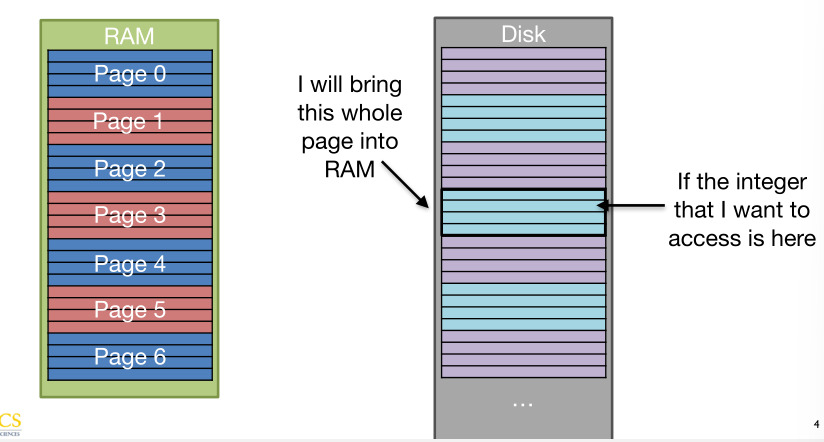 RAM
Page 0
Page 1
Page 2
Page 3
Page 4
Page 5
Page 6
I will bring
this whole
page into
RAM
Disk
...
If the integer
that I want to
access is here
CS
SCIENCES
4